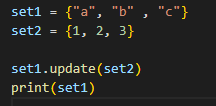 set1 = {"a", "b" , "c"}
set2 = {1, 2, 3}
set1.update(set2)
print(set1)